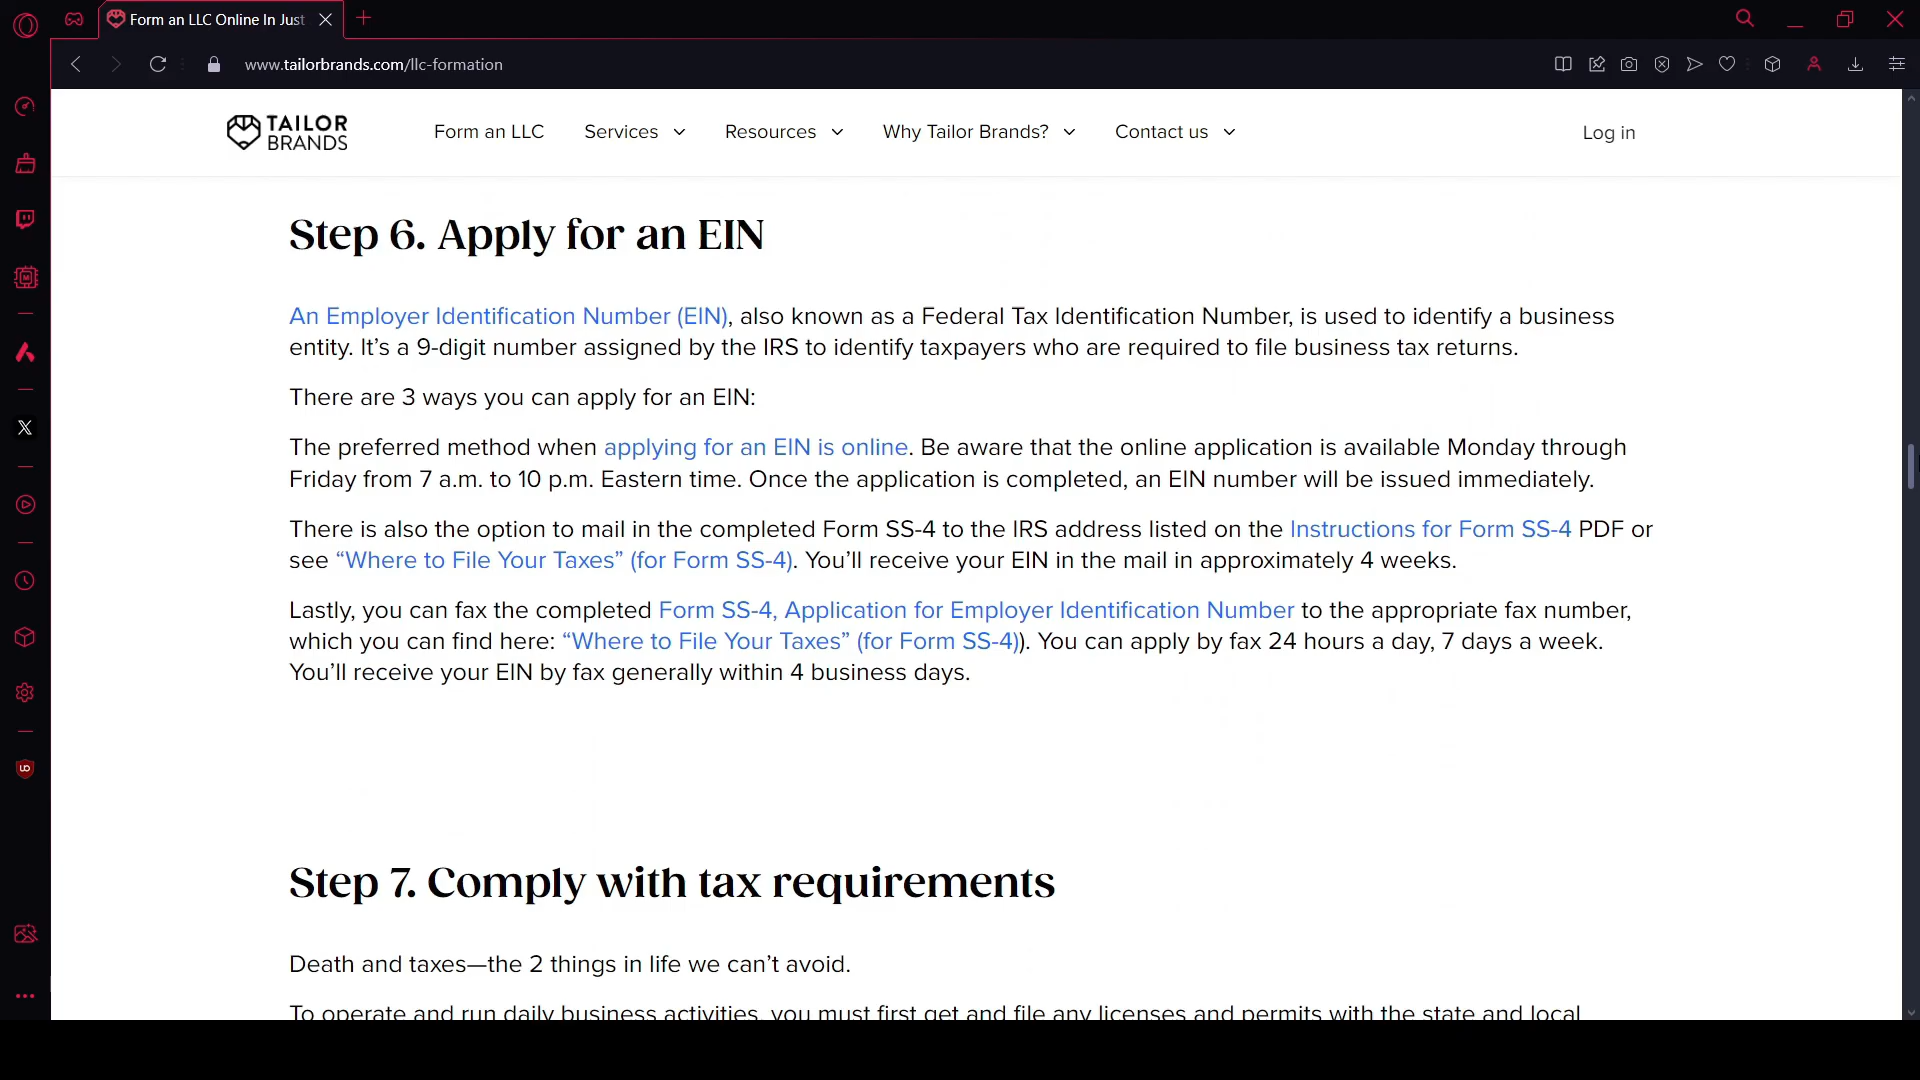 Form an LLC Online In Just
www.tailorbrands.com/llc-formation
TAILOR
BRANDS
Form an LLC
Services
Resources
Why Tailor Brands?
Contact us
Log in
Step 6. Apply for an EIN
An Employer Identification Number (EIN), also known as a Federal Tax Identification Number, is used to identify a business
entity. It’s a 9-digit number assigned by the IRS to identify taxpayers who are required to file business tax returns.
There are 3 ways you can apply for an EIN:
The preferred method when applying for an EIN is online. Be aware that the online application is available Monday through
Friday from 7 a.m. to 10 p.m. Eastern time. Once the application is completed, an EIN number will be issued immediately.
There is also the option to mail in the completed Form SS-4 to the IRS address listed on the Instructions for Form SS-4 PDF or
see “Where to File Your Taxes” (for Form SS-4). You’ll receive your EIN in the mail in approximately 4 weeks.
Lastly, you can fax the completed Form SS-4, Application for Employer Identification Number to the appropriate fax number,
which you can find here: “Where to File Your Taxes” (for Form SS-4)). You can apply by fax 24 hours a day, 7 days a week.
You’ll receive your EIN by fax generally within 4 business days.
Step 7. Comply with tax requirements
Death and taxes—the 2 things in life we can’t avoid.
To operate and run daily business activities, you must first get and file any licenses and permits with the state and local